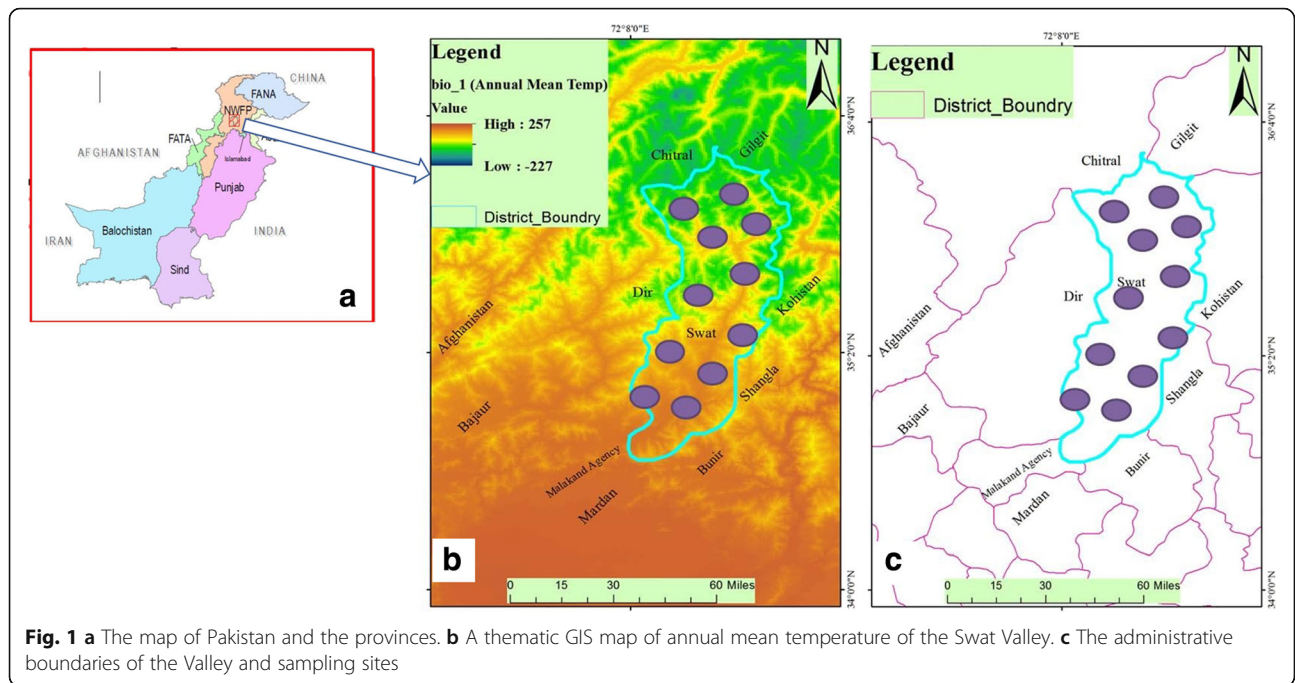 CHINA
FANA
NWFP
FATA
AFGHANISTAN
Islamabad
Punjab
Balochistan
INDIA
IRAN
Sind
a
72°8'0"E
Legend
bio_1 (Annual Mean Temp)
Value
High : 257
Low : -227
District_Boundry
N
36°4'0"N
Gilgit
Chitral
Dir
Kohistan
Afghanistan
Swat
35°2'0"N
Shangla
Bajaur
Malakand Agency
Bunir
Mardan
b
0 15 30 60 Miles
34°0'0"N
72°8'0"E
Legend
District_Boundry
N
36°4'0"N
Gilgit
Chitral
Swat
Dir
Kohistan
Afghanistan
35°2'0"N
Shangla
Bajaur
Malakand Agency
Bunir
Mardan
c
0 15 30 60 Miles
34°0'0"N
Fig. 1 a The map of Pakistan and the provinces. b A thematic GIS map of annual mean temperature of the Swat Valley. c The administrative
boundaries of the Valley and sampling sites